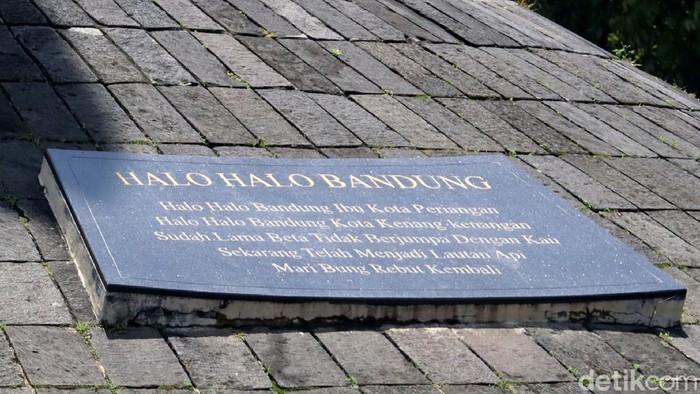 HALO HALO BANDUNG
Halo Halo Bandung Ibu Kota Periangan
Halo Halo Bandung Kota Kenang-kenangan
Sudah Lama Beta Tidak Berjumpa Dengan Kau
Sekarang Telah Menjadi Lautan Api
Mari Bung Rebut Kembali
detikcom